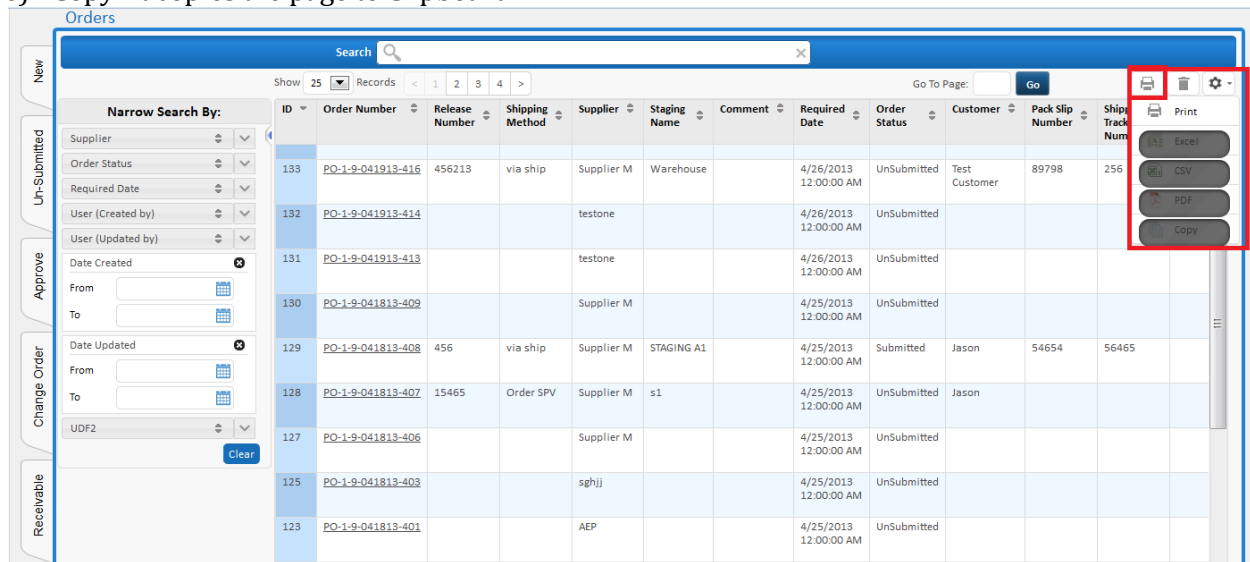 Orders
Search
Show 25 Records < 1 2 3 4 > Go To Page: Go
Narrow Search By:
Supplier
Order Status
Required Date
User (Created by)
User (Updated by)
Date Created
From
To
Date Updated
From
To
UDF2
Clear
New
Un-Submitted
Approve
Change Order
Receivable
ID Order Number Release Number Shipping Method Supplier Staging Name Comment Required Date Order Status Customer Pack Slip Number
133 PO-1-9-041913-416 456213 via ship Supplier M Warehouse 4/26/2013 12:00:00 AM UnSubmitted Test Customer 89798 256
132 PO-1-9-041913-414 testone 4/26/2013 12:00:00 AM UnSubmitted
131 PO-1-9-041913-413 testone 4/26/2013 12:00:00 AM UnSubmitted
130 PO-1-9-041813-409 Supplier M 4/25/2013 12:00:00 AM UnSubmitted
129 PO-1-9-041813-408 456 via ship Supplier M STAGING A1 4/25/2013 12:00:00 AM Submitted Jason 54654 56465
128 PO-1-9-041813-407 15465 Order SPV Supplier M s1 4/25/2013 12:00:00 AM UnSubmitted Jason
127 PO-1-9-041813-406 Supplier M 4/25/2013 12:00:00 AM UnSubmitted
125 PO-1-9-041813-403 sghjj 4/25/2013 12:00:00 AM UnSubmitted
123 PO-1-9-041813-401 AEP 4/25/2013 12:00:00 AM UnSubmitted
Print
Excel
CSV
PDF
Copy